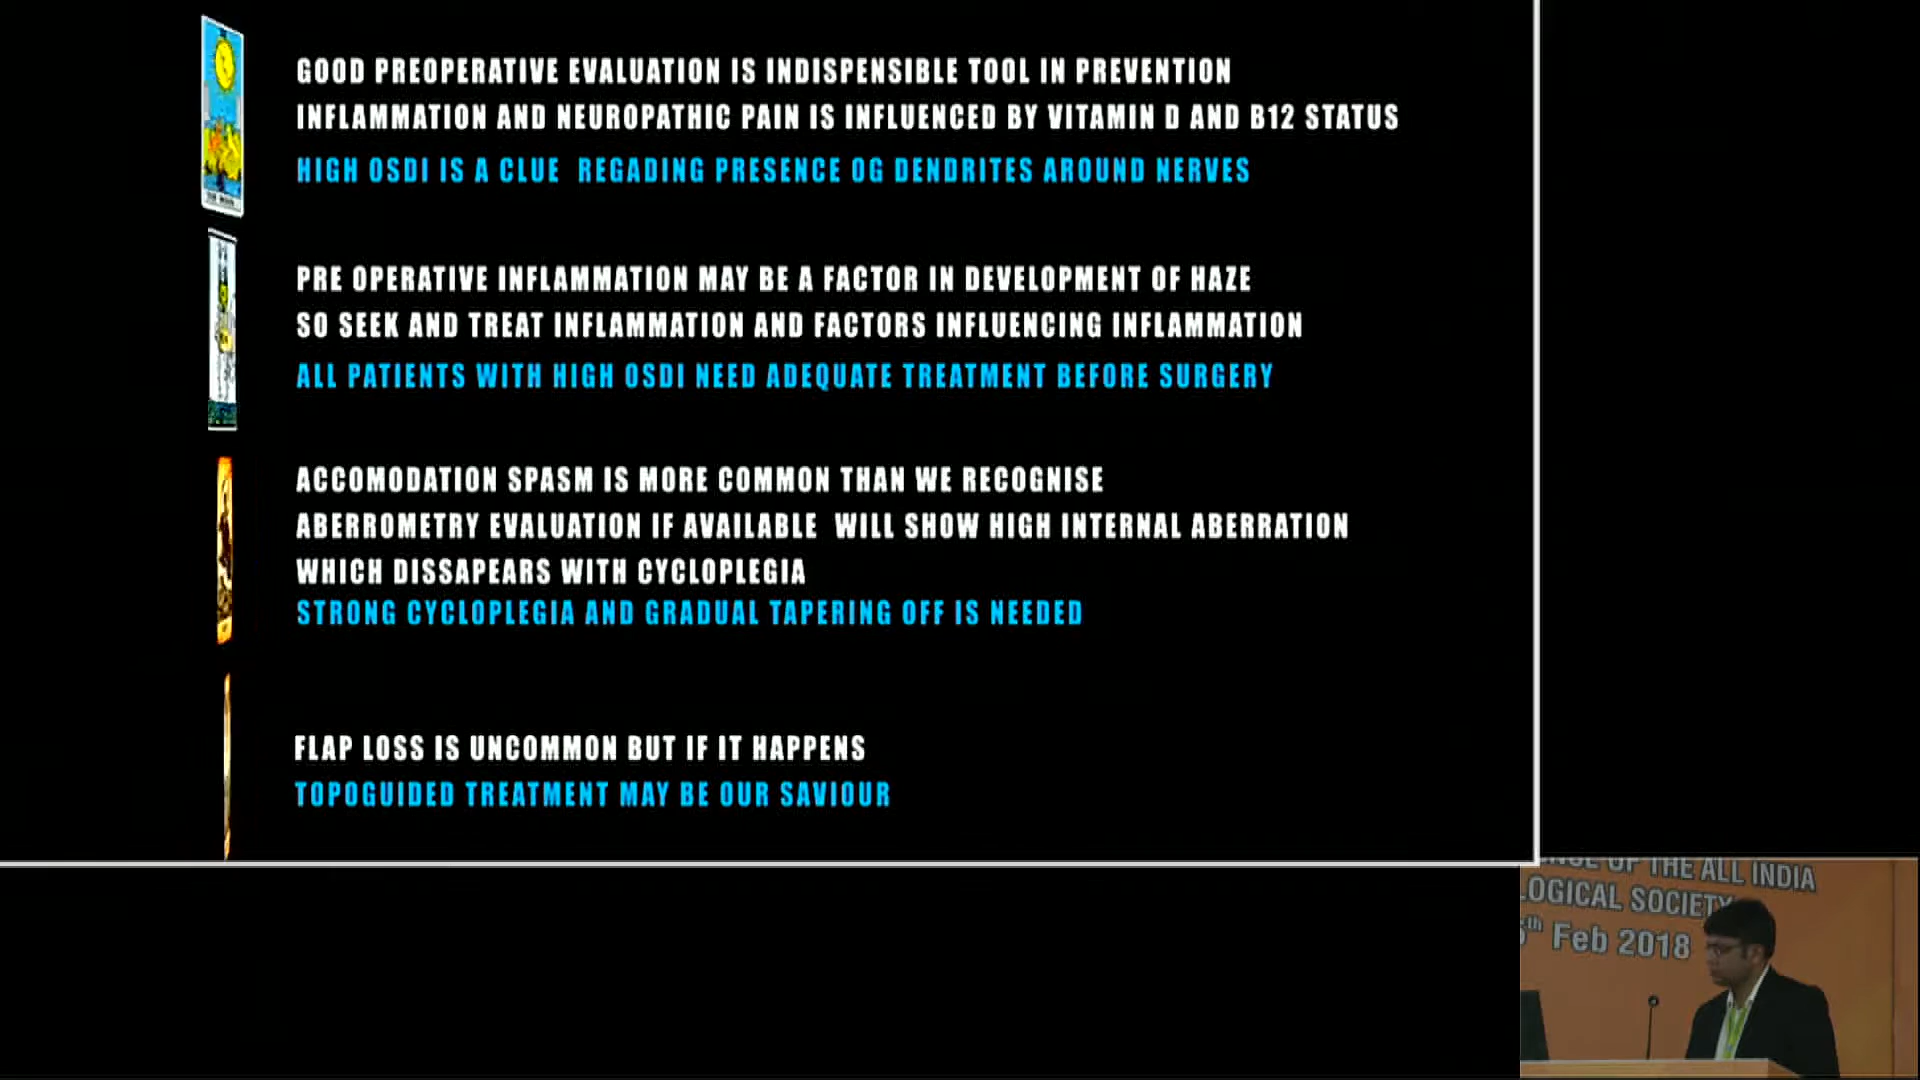 GOOD PREOPERATIVE EVALUATION IS INDISPENSIBLE TOOL IN PREVENTION
INFLAMMATION AND NEUROPATHIC PAIN IS INFLUENCED BY VITAMIN D AND B12 STATUS
HIGH OSDI IS A CLUE REGADING PRESENCE OG DENDRITES AROUND NERVES
PRE OPERATIVE INFLAMMATION MAY BE A FACTOR IN DEVELOPMENT OF HAZE
SO SEEK AND TREAT INFLAMMATION AND FACTORS INFLUENCING INFLAMMATION
ALL PATIENTS WITH HIGH OSDI NEED ADEQUATE TREATMENT BEFORE SURGERY
ACCOMODATION SPASM IS MORE COMMON THAN WE RECOGNISE
ABERROMETRY EVALUATION IF AVAILABLE WILL SHOW HIGH INTERNAL ABERRATION
WHICH DISSAPEARS WITH CYCLOPLEGIA
STRONG CYCLOPLEGIA AND GRADUAL TAPERING OFF IS NEEDED
FLAP LOSS IS UNCOMMON BUT IF IT HAPPENS
TOPOGUIDED TREATMENT MAY BE OUR SAVIOUR
OF THE ALL INDIA
LOGICAL SOCIETY
th Feb 2018